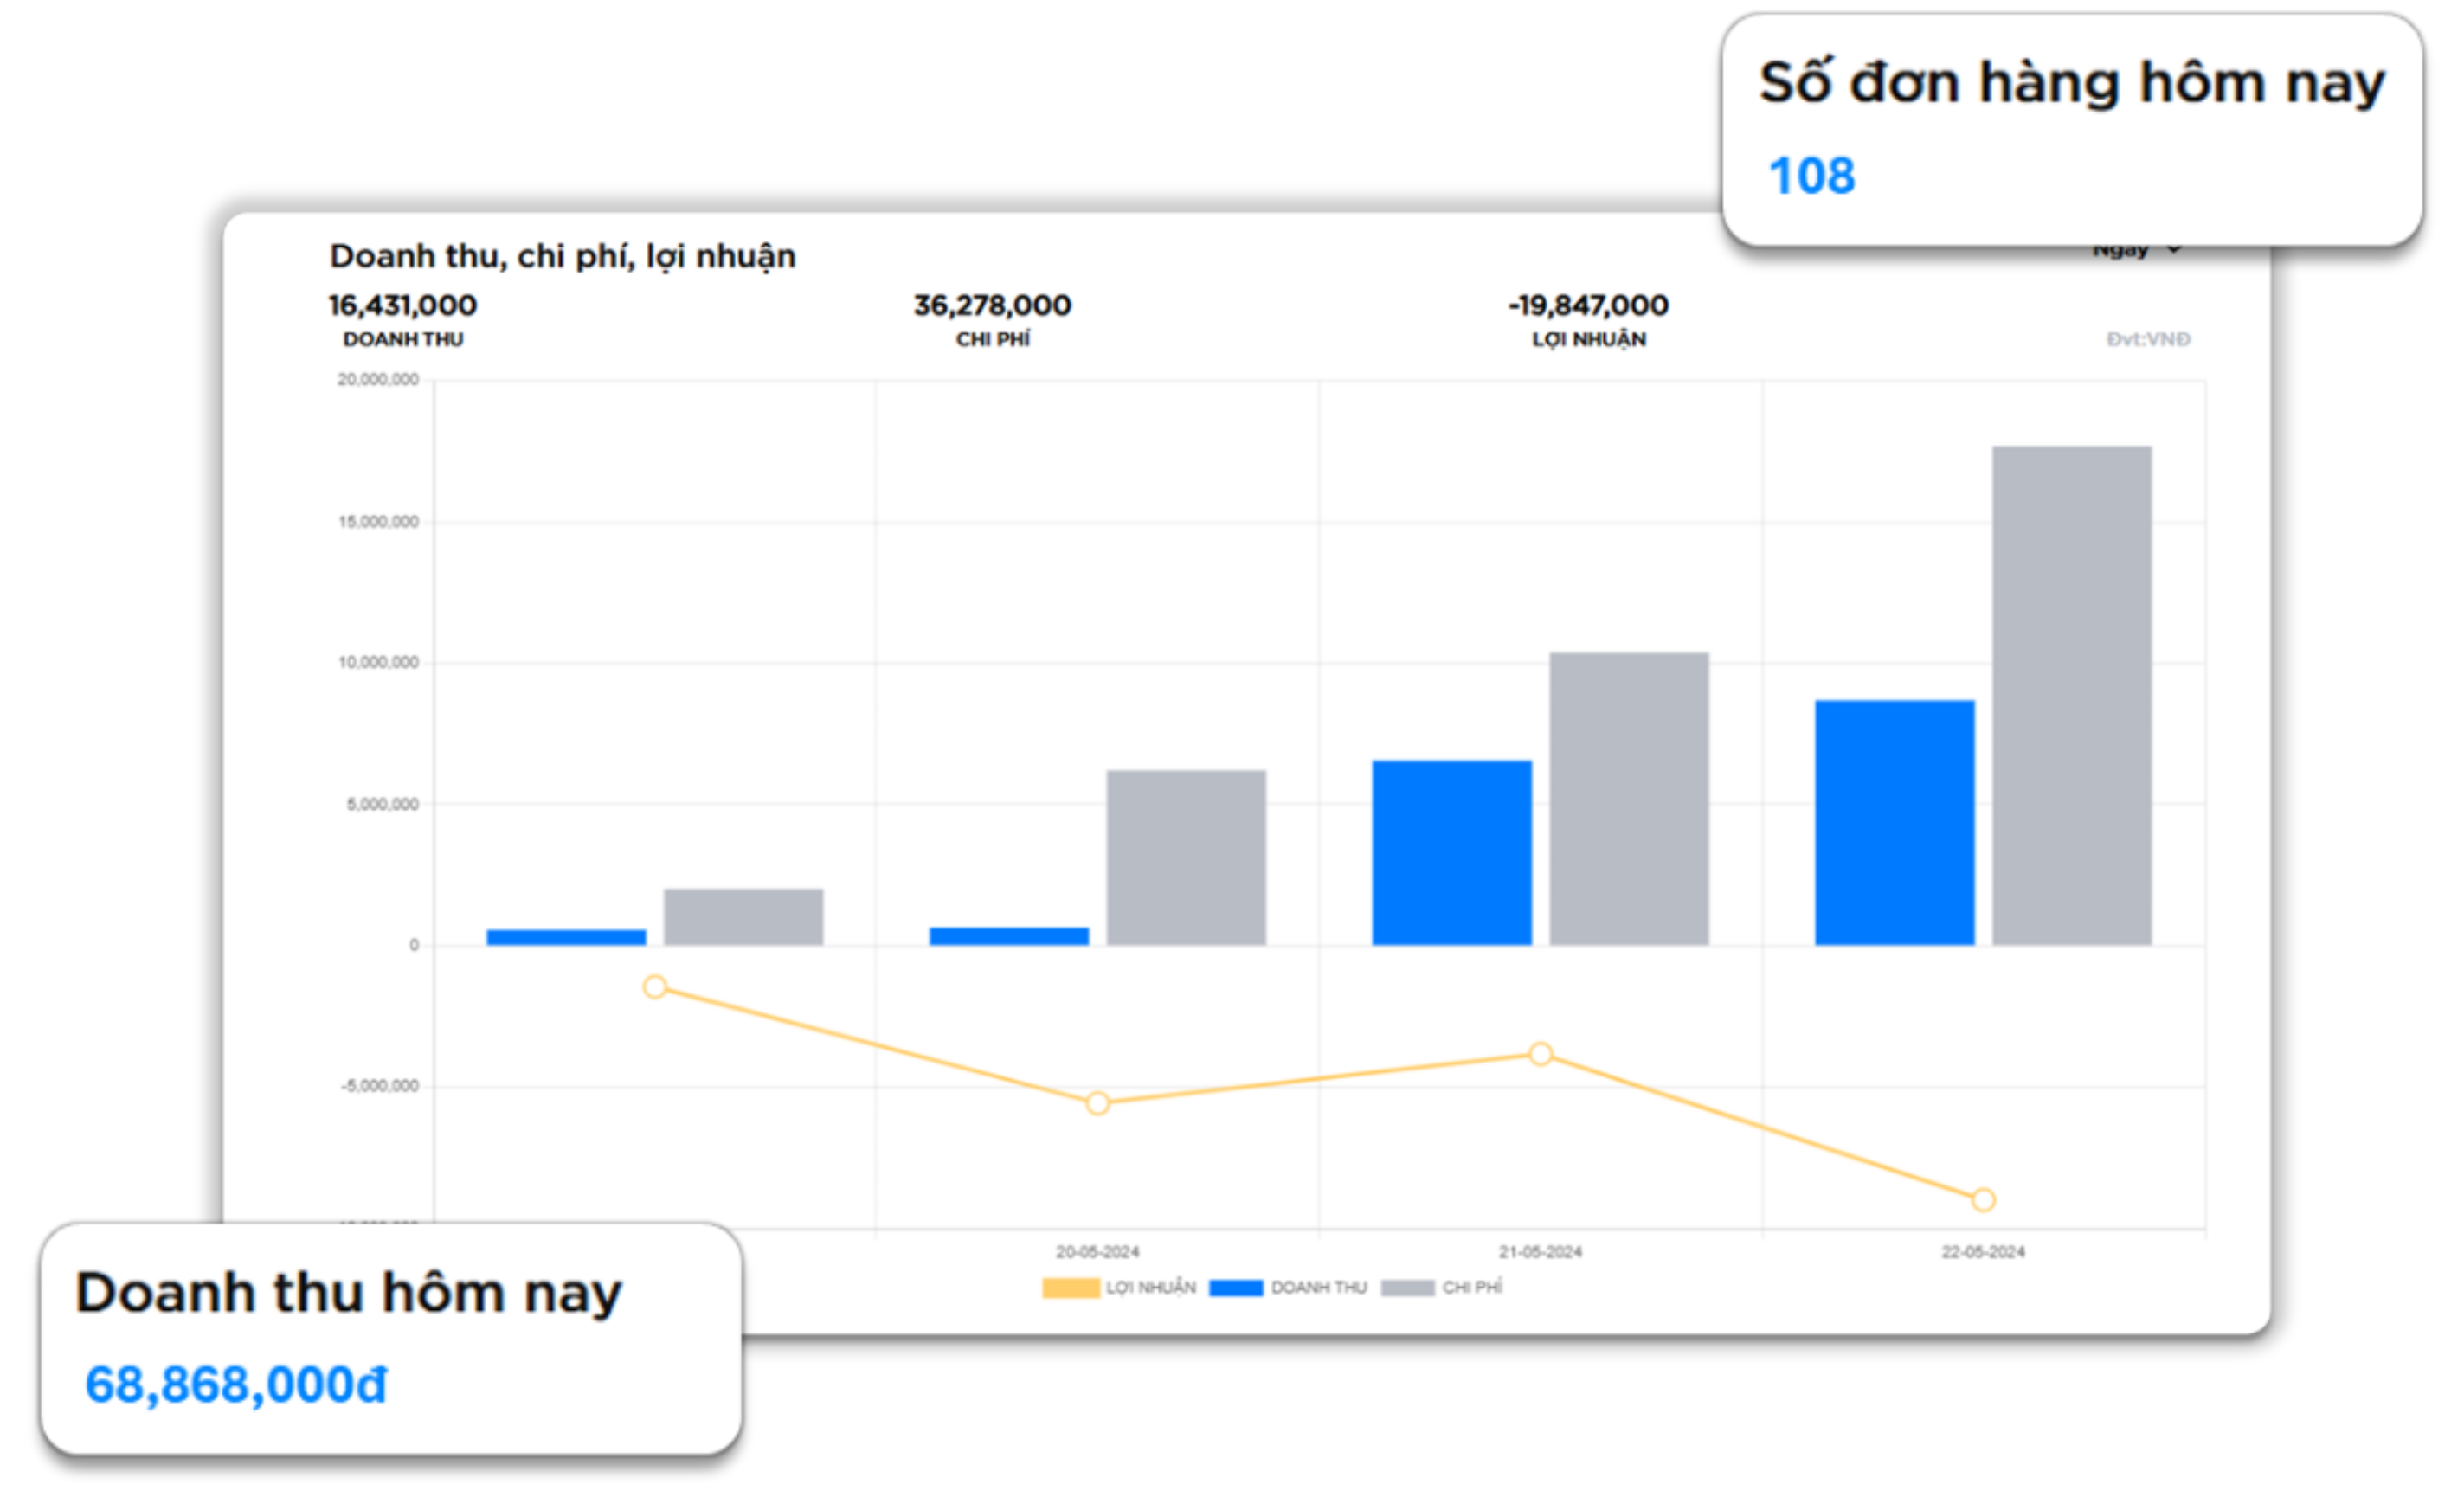 Số đơn hàng hôm nay
108
Ngày
Doanh thu, chi phí, lợi nhuận
16,431,000 36,278,000 -19,847,000
DOANH THU CHI PHÍ LỢI NHUẬN Đvt:VNĐ
20,000,000
15,000,000
10,000,000
5,000,000
0
-5,000,000
20-05-2024 21-05-2024 22-05-2024
LỢI NHUẬN DOANH THU CHI PHÍ
Doanh thu hôm nay
68,868,000đ